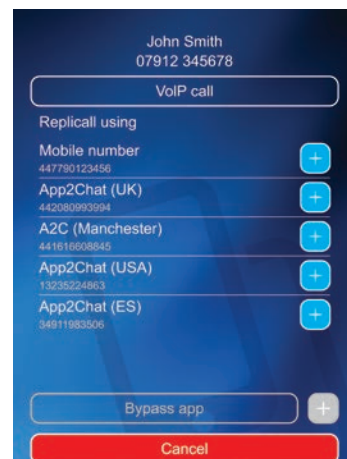 John Smith
07912 345678
VoIP call
Replicall using
Mobile number
447790123456
App2Chat (UK)
442080993994
A2C (Manchester)
441616608845
App2Chat (USA)
13235224863
App2Chat (ES)
34911983506
Bypass app
Cancel